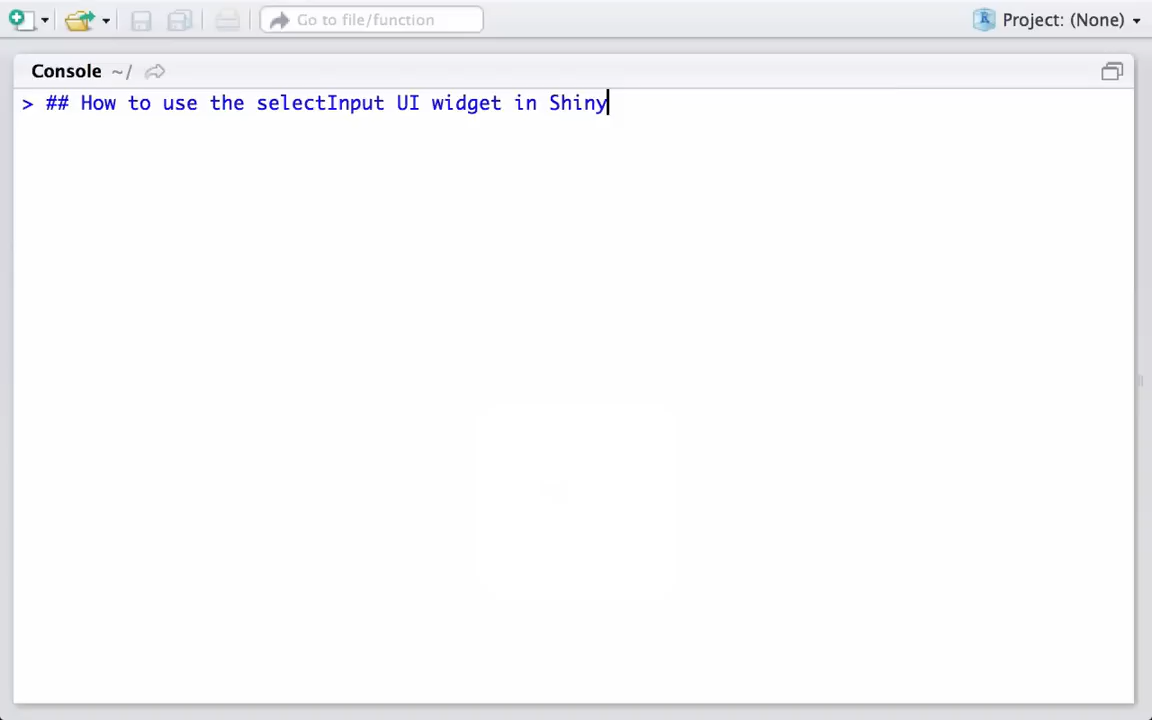 Go to file/function
Project: (None)
Console ~/
> ## How to use the selectInput UI widget in Shiny